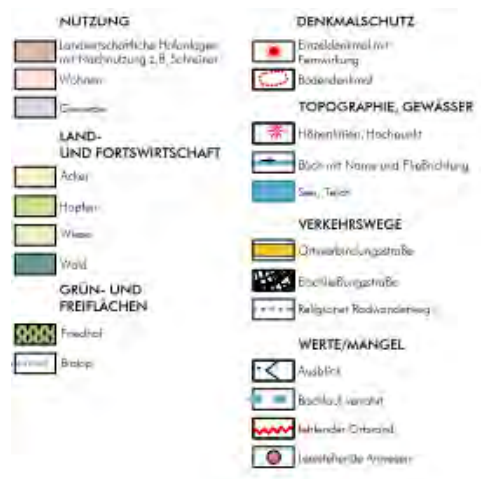 NUTZUNG
Landwirtschaftliche Hofanlagen
mit Nachnutzung z.B. Schreiner
Wohnen
Gewerbe
LAND-
UND FORTSWIRTSCHAFT
Acker
Hopfen
Wiese
Wald
GRÜN- UND
FREIFLÄCHEN
Friedhof
Biotop
DENKMALSCHUTZ
Einzeldenkmal mit
Fernwirkung
Bodendenkmal
TOPOGRAPHIE, GEWÄSSER
Höhenlinien, Hochpunkt
Bach mit Name und Fließrichtung
See, Teich
VERKEHRSWEGE
Ortsverbindungsstraße
Erschließungsstraße
Religioner Radwanderweg
WERTE/MANGEL
Ausblick
Bachlauf verrohrt
fehlender Ortsrand
Leerstehende Anwesen